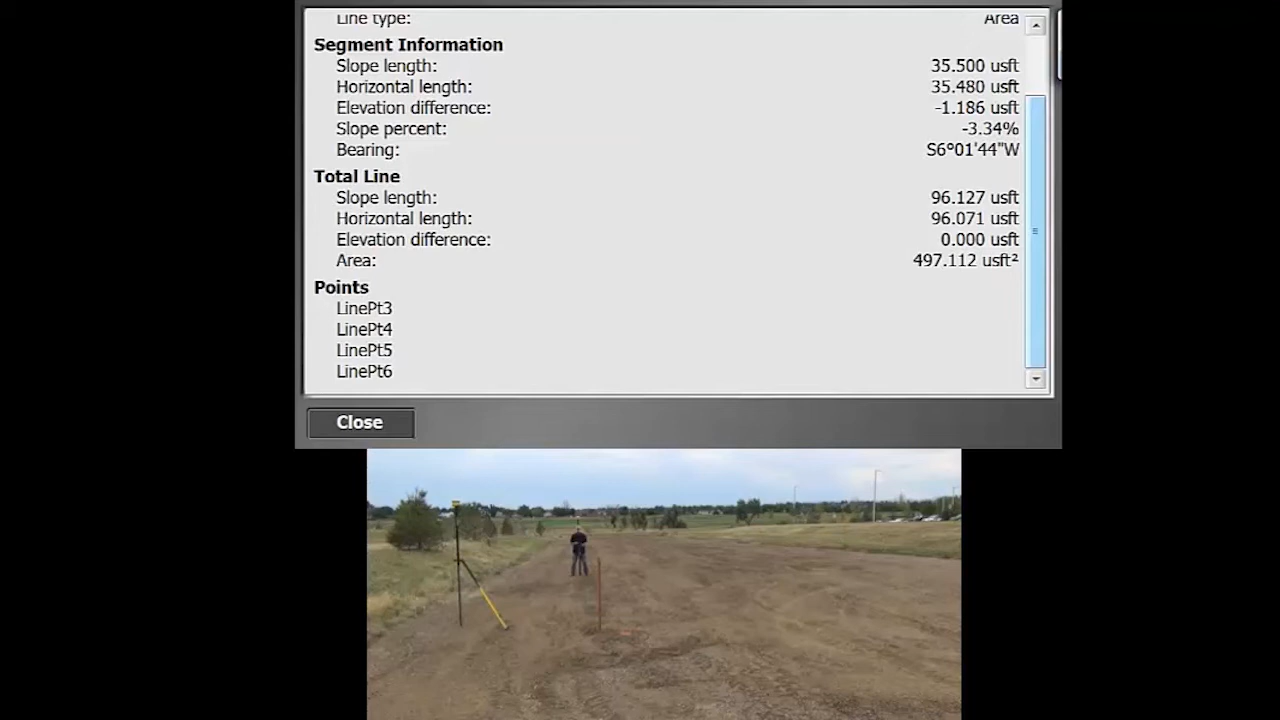 Line type: Area
Segment Information
Slope length: 35.500 usft
Horizontal length: 35.480 usft
Elevation difference: -1.186 usft
Slope percent: -3.34%
Bearing: S6°01'44"W
Total Line
Slope length: 96.127 usft
Horizontal length: 96.071 usft
Elevation difference: 0.000 usft
Area: 497.112 usft²
Points
LinePt3
LinePt4
LinePt5
LinePt6
Close